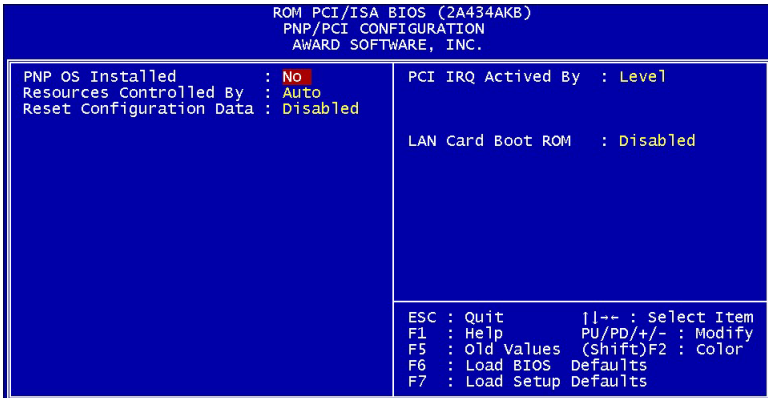 ROM PCI/ISA BIOS (2A434AKB)
PNP/PCI CONFIGURATION
AWARD SOFTWARE, INC.
PNP OS Installed : No
Resources Controlled By : Auto
Reset Configuration Data : Disabled
PCI IRQ Actived By : Level
LAN Card Boot ROM : Disabled
ESC : Quit ↑↓→← : Select Item
F1 : Help PU/PD/+/- : Modify
F5 : Old Values (Shift)F2 : Color
F6 : Load BIOS Defaults
F7 : Load Setup Defaults